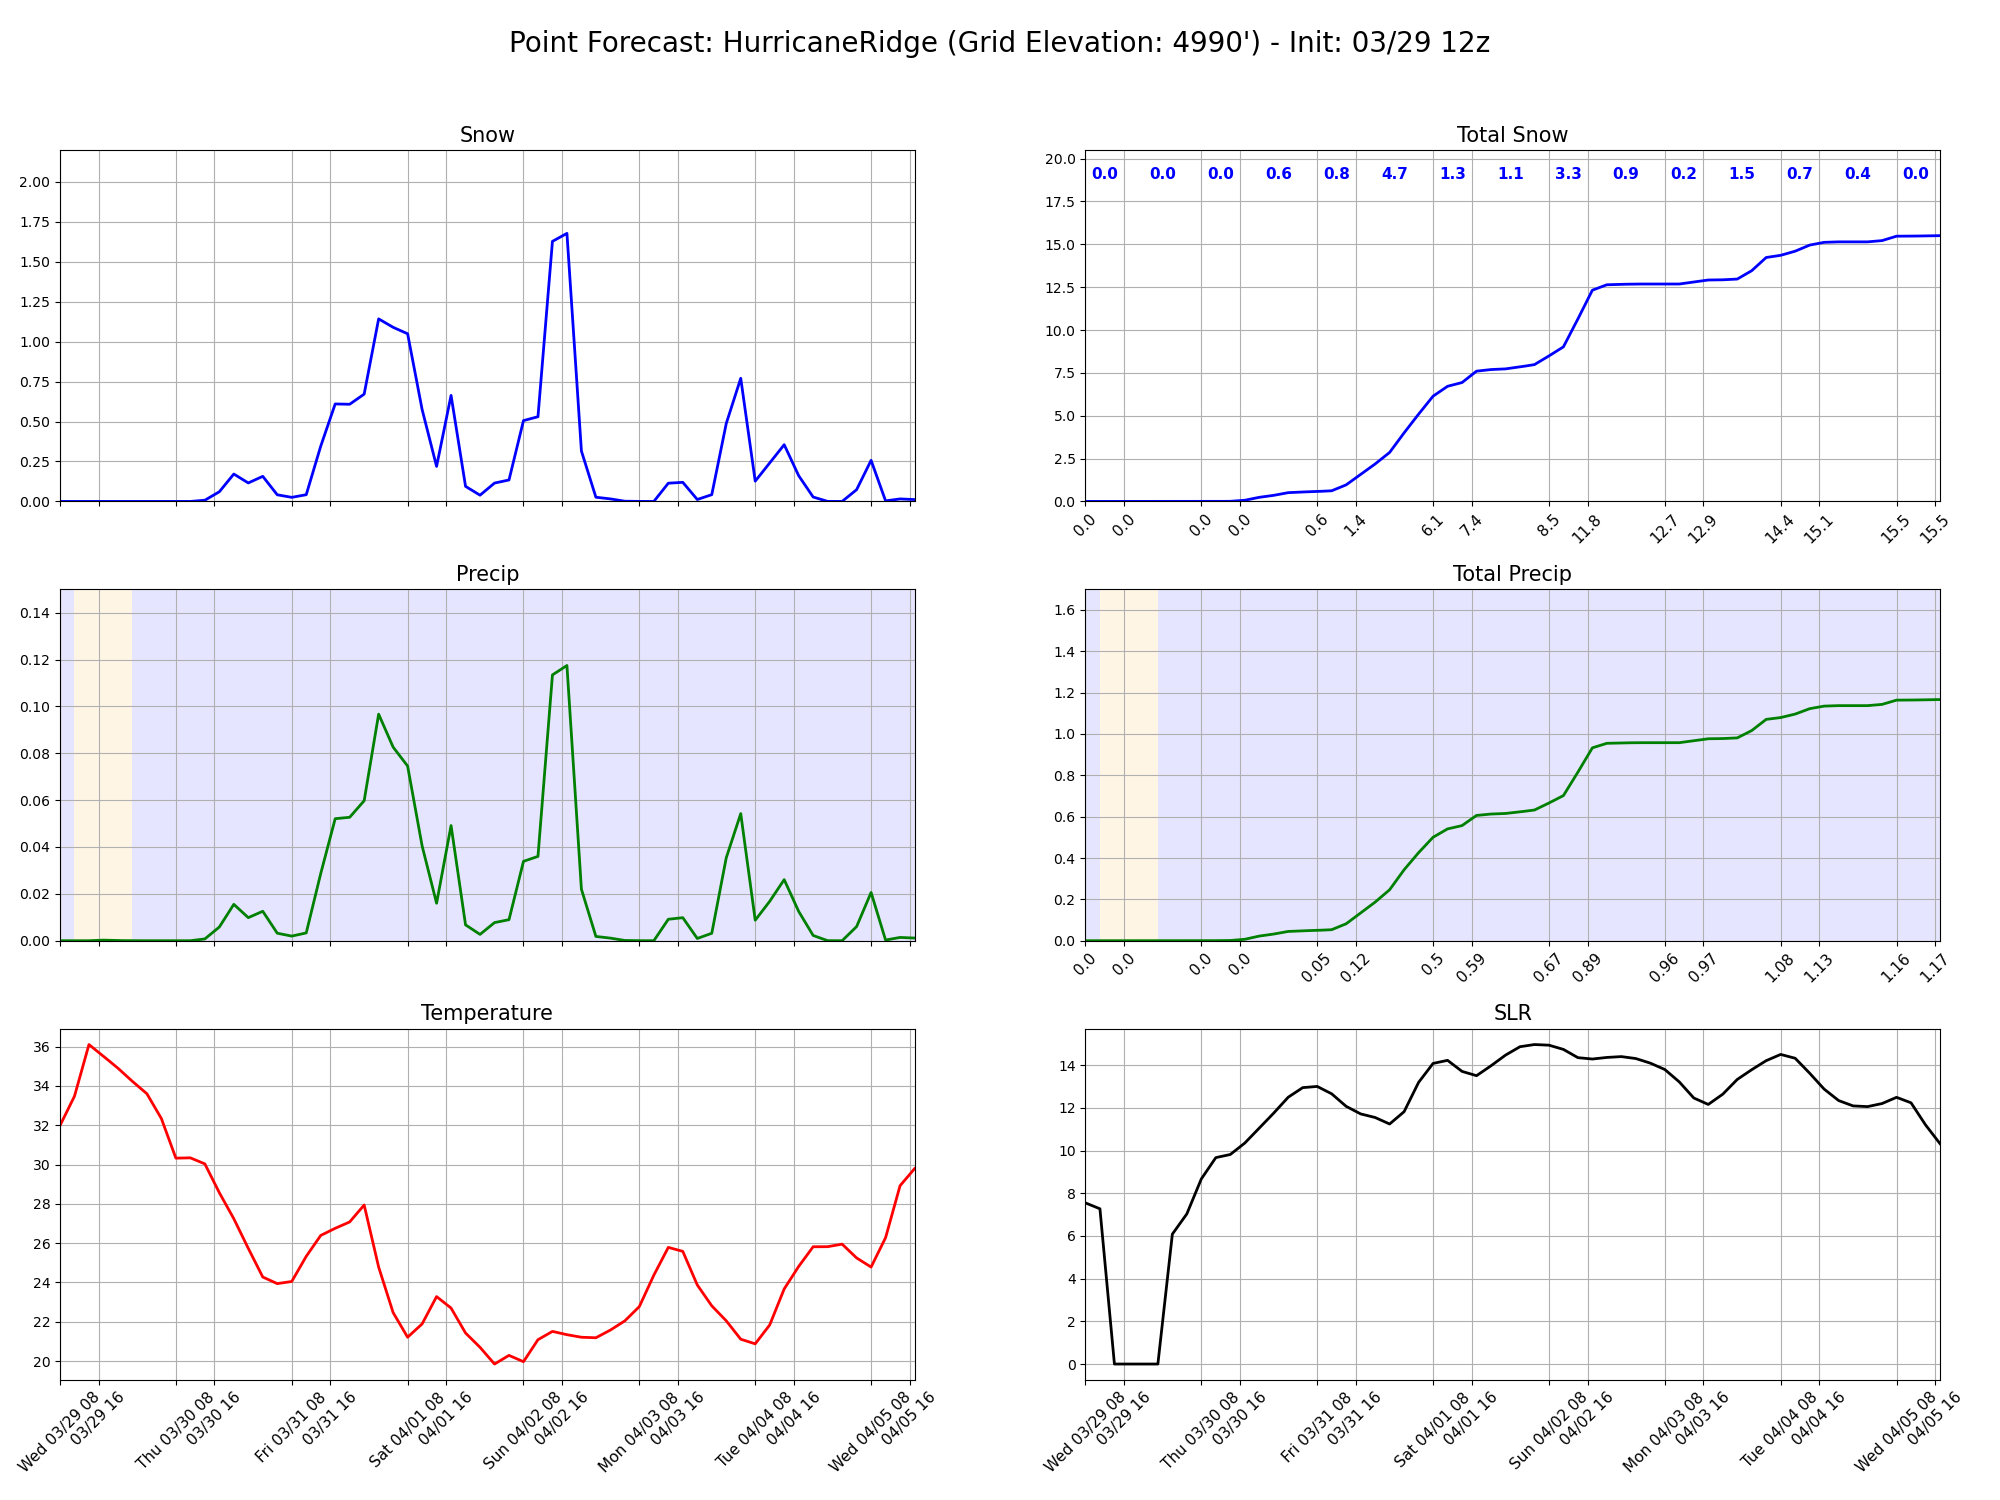 Point Forecast: HurricaneRidge (Grid Elevation: 4990') - Init: 03/29 12z
Snow
2.00
1.75
1.50
1.25
1.00
0.75
0.50
0.25
0.00
Total Snow
20.0
17.5
15.0
12.5
10.0
7.5
5.0
2.5
0.0
0.0 0.0 0.0 0.6 0.8 4.7 1.3 1.1 3.3 0.9 0.2 1.5 0.7 0.4 0.0
0.0 0.0 0.0 0.0 0.6 1.4 6.1 7.4 8.5 11.8 12.7 12.9 14.4 15.1 15.5 15.5
Precip
0.14
0.12
0.10
0.08
0.06
0.04
0.02
0.00
Total Precip
1.6
1.4
1.2
1.0
0.8
0.6
0.4
0.2
0.0
0.0 0.0 0.0 0.0 0.05 0.12 0.5 0.59 0.67 0.89 0.96 0.97 1.08 1.13 1.16 1.17
Temperature
36
34
32
30
28
26
24
22
20
Wed 03/29 08
03/29 16
Thu 03/30 08
03/30 16
Fri 03/31 08
03/31 16
Sat 04/01 08
04/01 16
Sun 04/02 08
04/02 16
Mon 04/03 08
04/03 16
Tue 04/04 08
04/04 16
Wed 04/05 08
04/05 16
SLR
14
12
10
8
6
4
2
0
Wed 03/29 08
03/29 16
Thu 03/30 08
03/30 16
Fri 03/31 08
03/31 16
Sat 04/01 08
04/01 16
Sun 04/02 08
04/02 16
Mon 04/03 08
04/03 16
Tue 04/04 08
04/04 16
Wed 04/05 08
04/05 16